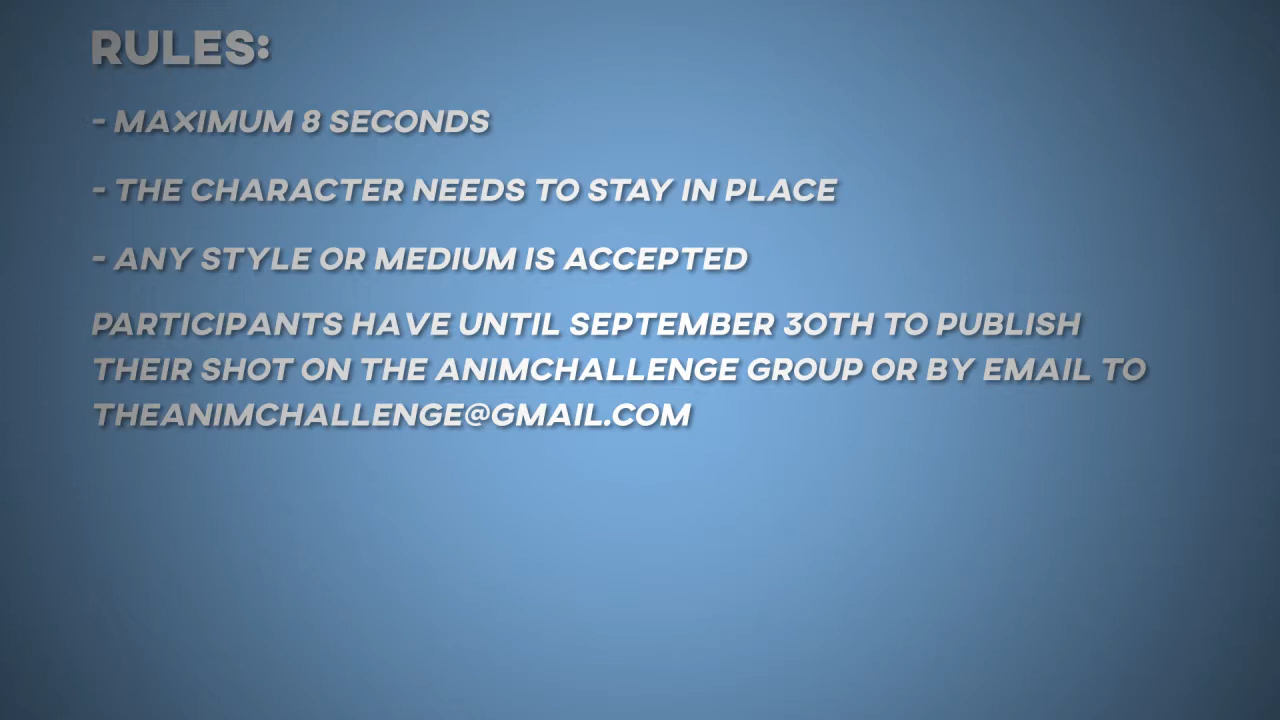 RULES:
- MAXIMUM 8 SECONDS
- THE CHARACTER NEEDS TO STAY IN PLACE
- ANY STYLE OR MEDIUM IS ACCEPTED
PARTICIPANTS HAVE UNTIL SEPTEMBER 30TH TO PUBLISH
THEIR SHOT ON THE ANIMCHALLENGE GROUP OR BY EMAIL TO
THEANIMCHALLENGE@GMAIL.COM